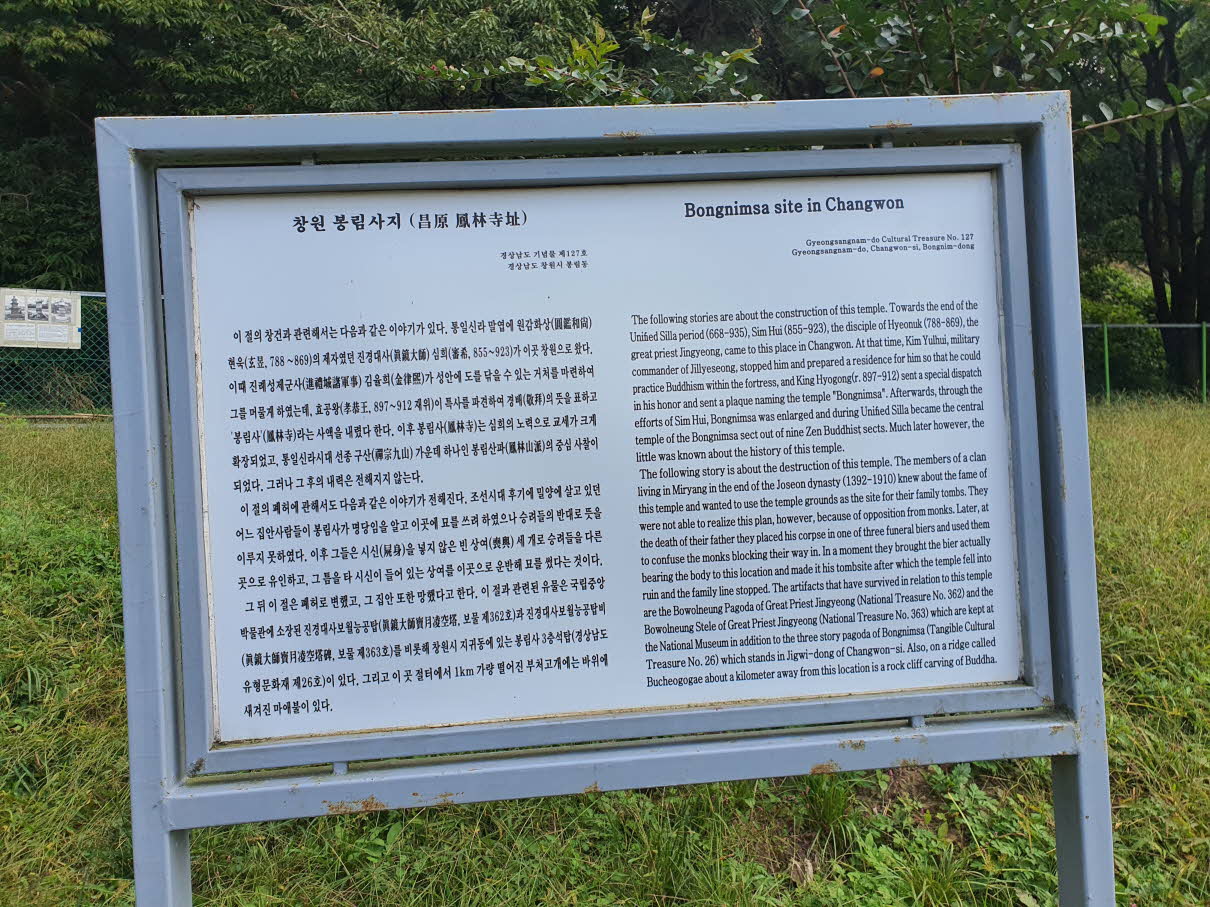 창원 봉림사지 (昌原 鳳林寺址)
경상남도 기념물 제127호
경상남도 창원시 봉림동
이 절의 창건과 관련해서는 다음과 같은 이야기가 있다. 통일신라 말엽에 원감화상(圓鑑和尙)
현욱(玄昱, 788～869)의 제자였던 진경대사(眞鏡大師) 심희(審希, 855～923)가 이곳 창원으로 왔다.
이때 진례성제군사(進禮城諸軍事) 김율희(金律熙)가 성안에 도를 닦을 수 있는 거처를 마련하여
그를 머물게 하였는데, 효공왕(孝恭王, 897～912 재위)이 특사를 파견하여 경배(敬拜)의 뜻을 표하고
'봉림사'(鳳林寺)라는 사액을 내렸다 한다. 이후 봉림사(鳳林寺)는 심희의 노력으로 교세가 크게
확장되었고, 통일신라시대 선종 구산(禪宗九山) 가운데 하나인 봉림산파(鳳林山派)의 중심 사찰이
되었다. 그러나 그 후의 내력은 전해지지 않는다.
이 절의 폐허에 관해서도 다음과 같은 이야기가 전해진다. 조선시대 후기에 밀양에 살고 있던
어느 집안사람들이 봉림사가 명당임을 알고 이곳에 묘를 쓰려 하였으나 승려들의 반대로 뜻을
이루지 못하였다. 이후 그들은 시신(屍身)을 넣지 않은 빈 상여(喪輿) 세 개로 승려들을 다른
곳으로 유인하고, 그 틈을 타 시신이 들어 있는 상여를 이곳으로 운반해 묘를 썼다는 것이다.
그 뒤 이 절은 폐허로 변했고, 그 집안 또한 망했다고 한다. 이 절과 관련된 유물은 국립중앙
박물관에 소장된 진경대사보월능공탑(眞鏡大師寶月凌空塔, 보물 제362호)과 진경대사보월능공탑비
(眞鏡大師寶月凌空塔碑, 보물 제363호)를 비롯해 창원시 지귀동에 있는 봉림사 3층석탑(경상남도
유형문화재 제26호)이 있다. 그리고 이 곳 절터에서 1km 가량 떨어진 부처고개에는 바위에
새겨진 마애불이 있다.
Bongnimsa site in Changwon
Gyeongsangnam-do Cultural Treasure No. 127
Gyeongsangnam-do, Changwon-si, Bongnim-dong
The following stories are about the construction of this temple. Towards the end of the
Unified Silla period (668-935), Sim Hui (855-923), the disciple of Hyeonuk (788-869), the
great priest Jingyeong, came to this place in Changwon. At that time, Kim Yulhui, military
commander of Jillyeseong, stopped him and prepared a residence for him so that he could
practice Buddhism within the fortress, and King Hyogong(r. 897-912) sent a special dispatch
in his honor and sent a plaque naming the temple "Bongnimsa". Afterwards, through the
efforts of Sim Hui, Bongnimsa was enlarged and during Unified Silla became the central
temple of the Bongnimsa sect out of nine Zen Buddhist sects. Much later however, the
little was known about the history of this temple.
The following story is about the destruction of this temple. The members of a clan
living in Miryang in the end of the Joseon dynasty (1392-1910) knew about the fame of
this temple and wanted to use the temple grounds as the site for their family tombs. They
were not able to realize this plan, however, because of opposition from monks. Later, at
the death of their father they placed his corpse in one of three funeral biers and used them
to confuse the monks blocking their way in. In a moment they brought the bier actually
bearing the body to this location and made it his tombsite after which the temple fell into
ruin and the family line stopped. The artifacts that have survived in relation to this temple
are the Bowolneung Pagoda of Great Priest Jingyeong (National Treasure No. 362) and the
Bowolneung Stele of Great Priest Jingyeong (National Treasure No. 363) which are kept at
the National Museum in addition to the three story pagoda of Bongnimsa (Tangible Cultural
Treasure No. 26) which stands in Jigwi-dong of Changwon-si. Also, on a ridge called
Bucheogogae about a kilometer away from this location is a rock cliff carving of Buddha.